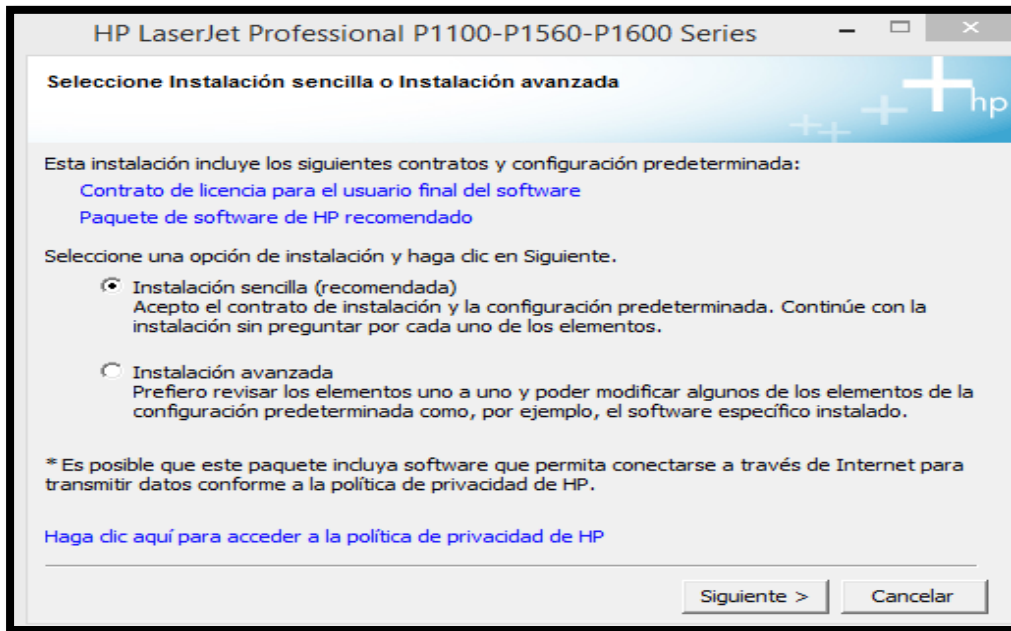 HP LaserJet Professional P1100-P1560-P1600 Series
Seleccione Instalación sencilla o Instalación avanzada
hp
Esta instalación incluye los siguientes contratos y configuración predeterminada:
Contrato de licencia para el usuario final del software
Paquete de software de HP recomendado
Seleccione una opción de instalación y haga clic en Siguiente.
Instalación sencilla (recomendada)
Acepto el contrato de instalación y la configuración predeterminada. Continúe con la
instalación sin preguntar por cada uno de los elementos.
Instalación avanzada
Prefiero revisar los elementos uno a uno y poder modificar algunos de los elementos de la
configuración predeterminada como, por ejemplo, el software específico instalado.
* Es posible que este paquete incluya software que permita conectarse a través de Internet para
transmitir datos conforme a la política de privacidad de HP.
Haga clic aquí para acceder a la política de privacidad de HP
Siguiente > Cancelar